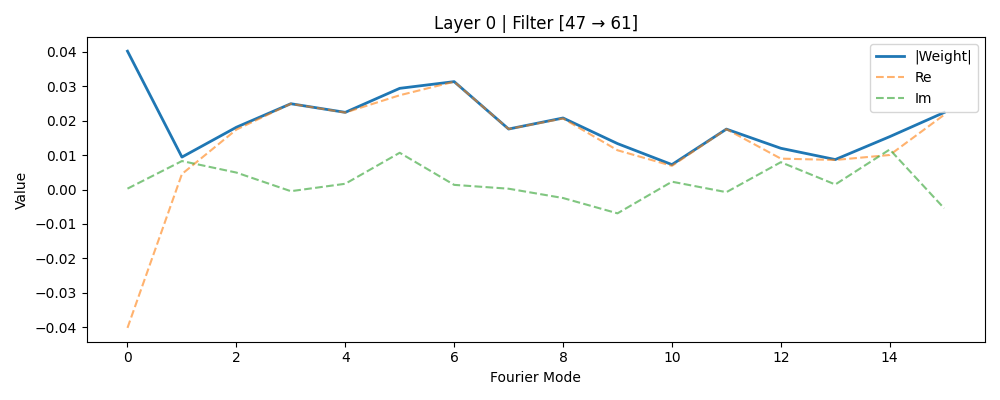 Layer 0 | Filter [47 → 61]
|Weight|
Re
Im
0.04
0.03
0.02
0.01
0.00
−0.01
−0.02
−0.03
−0.04
Value
0 2 4 6 8 10 12 14
Fourier Mode